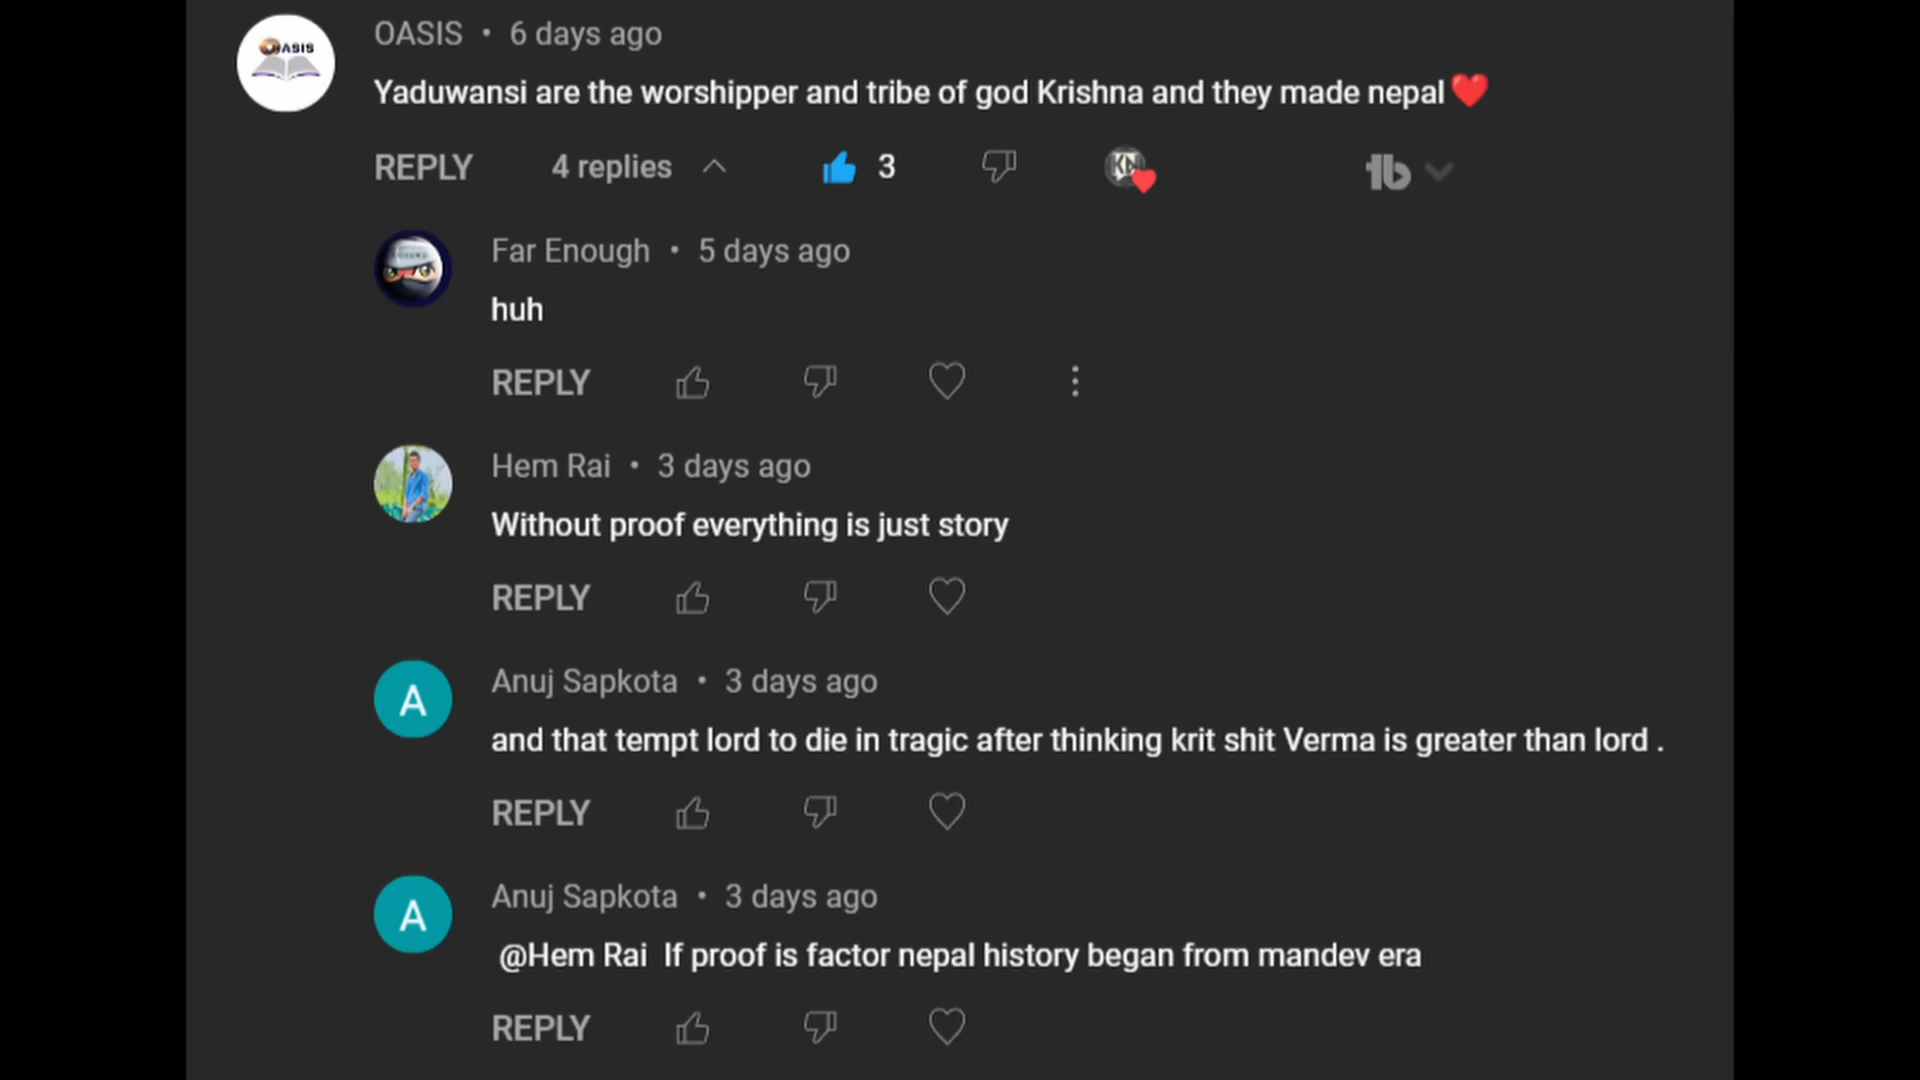 OASIS
OASIS • 6 days ago
Yaduwansi are the worshipper and tribe of god Krishna and they made nepal❤️
REPLY 4 replies 3 KN tb
Far Enough • 5 days ago
huh
REPLY
Hem Rai • 3 days ago
Without proof everything is just story
REPLY
A
Anuj Sapkota • 3 days ago
and that tempt lord to die in tragic after thinking krit shit Verma is greater than lord .
REPLY
A
Anuj Sapkota • 3 days ago
@Hem Rai If proof is factor nepal history began from mandev era
REPLY